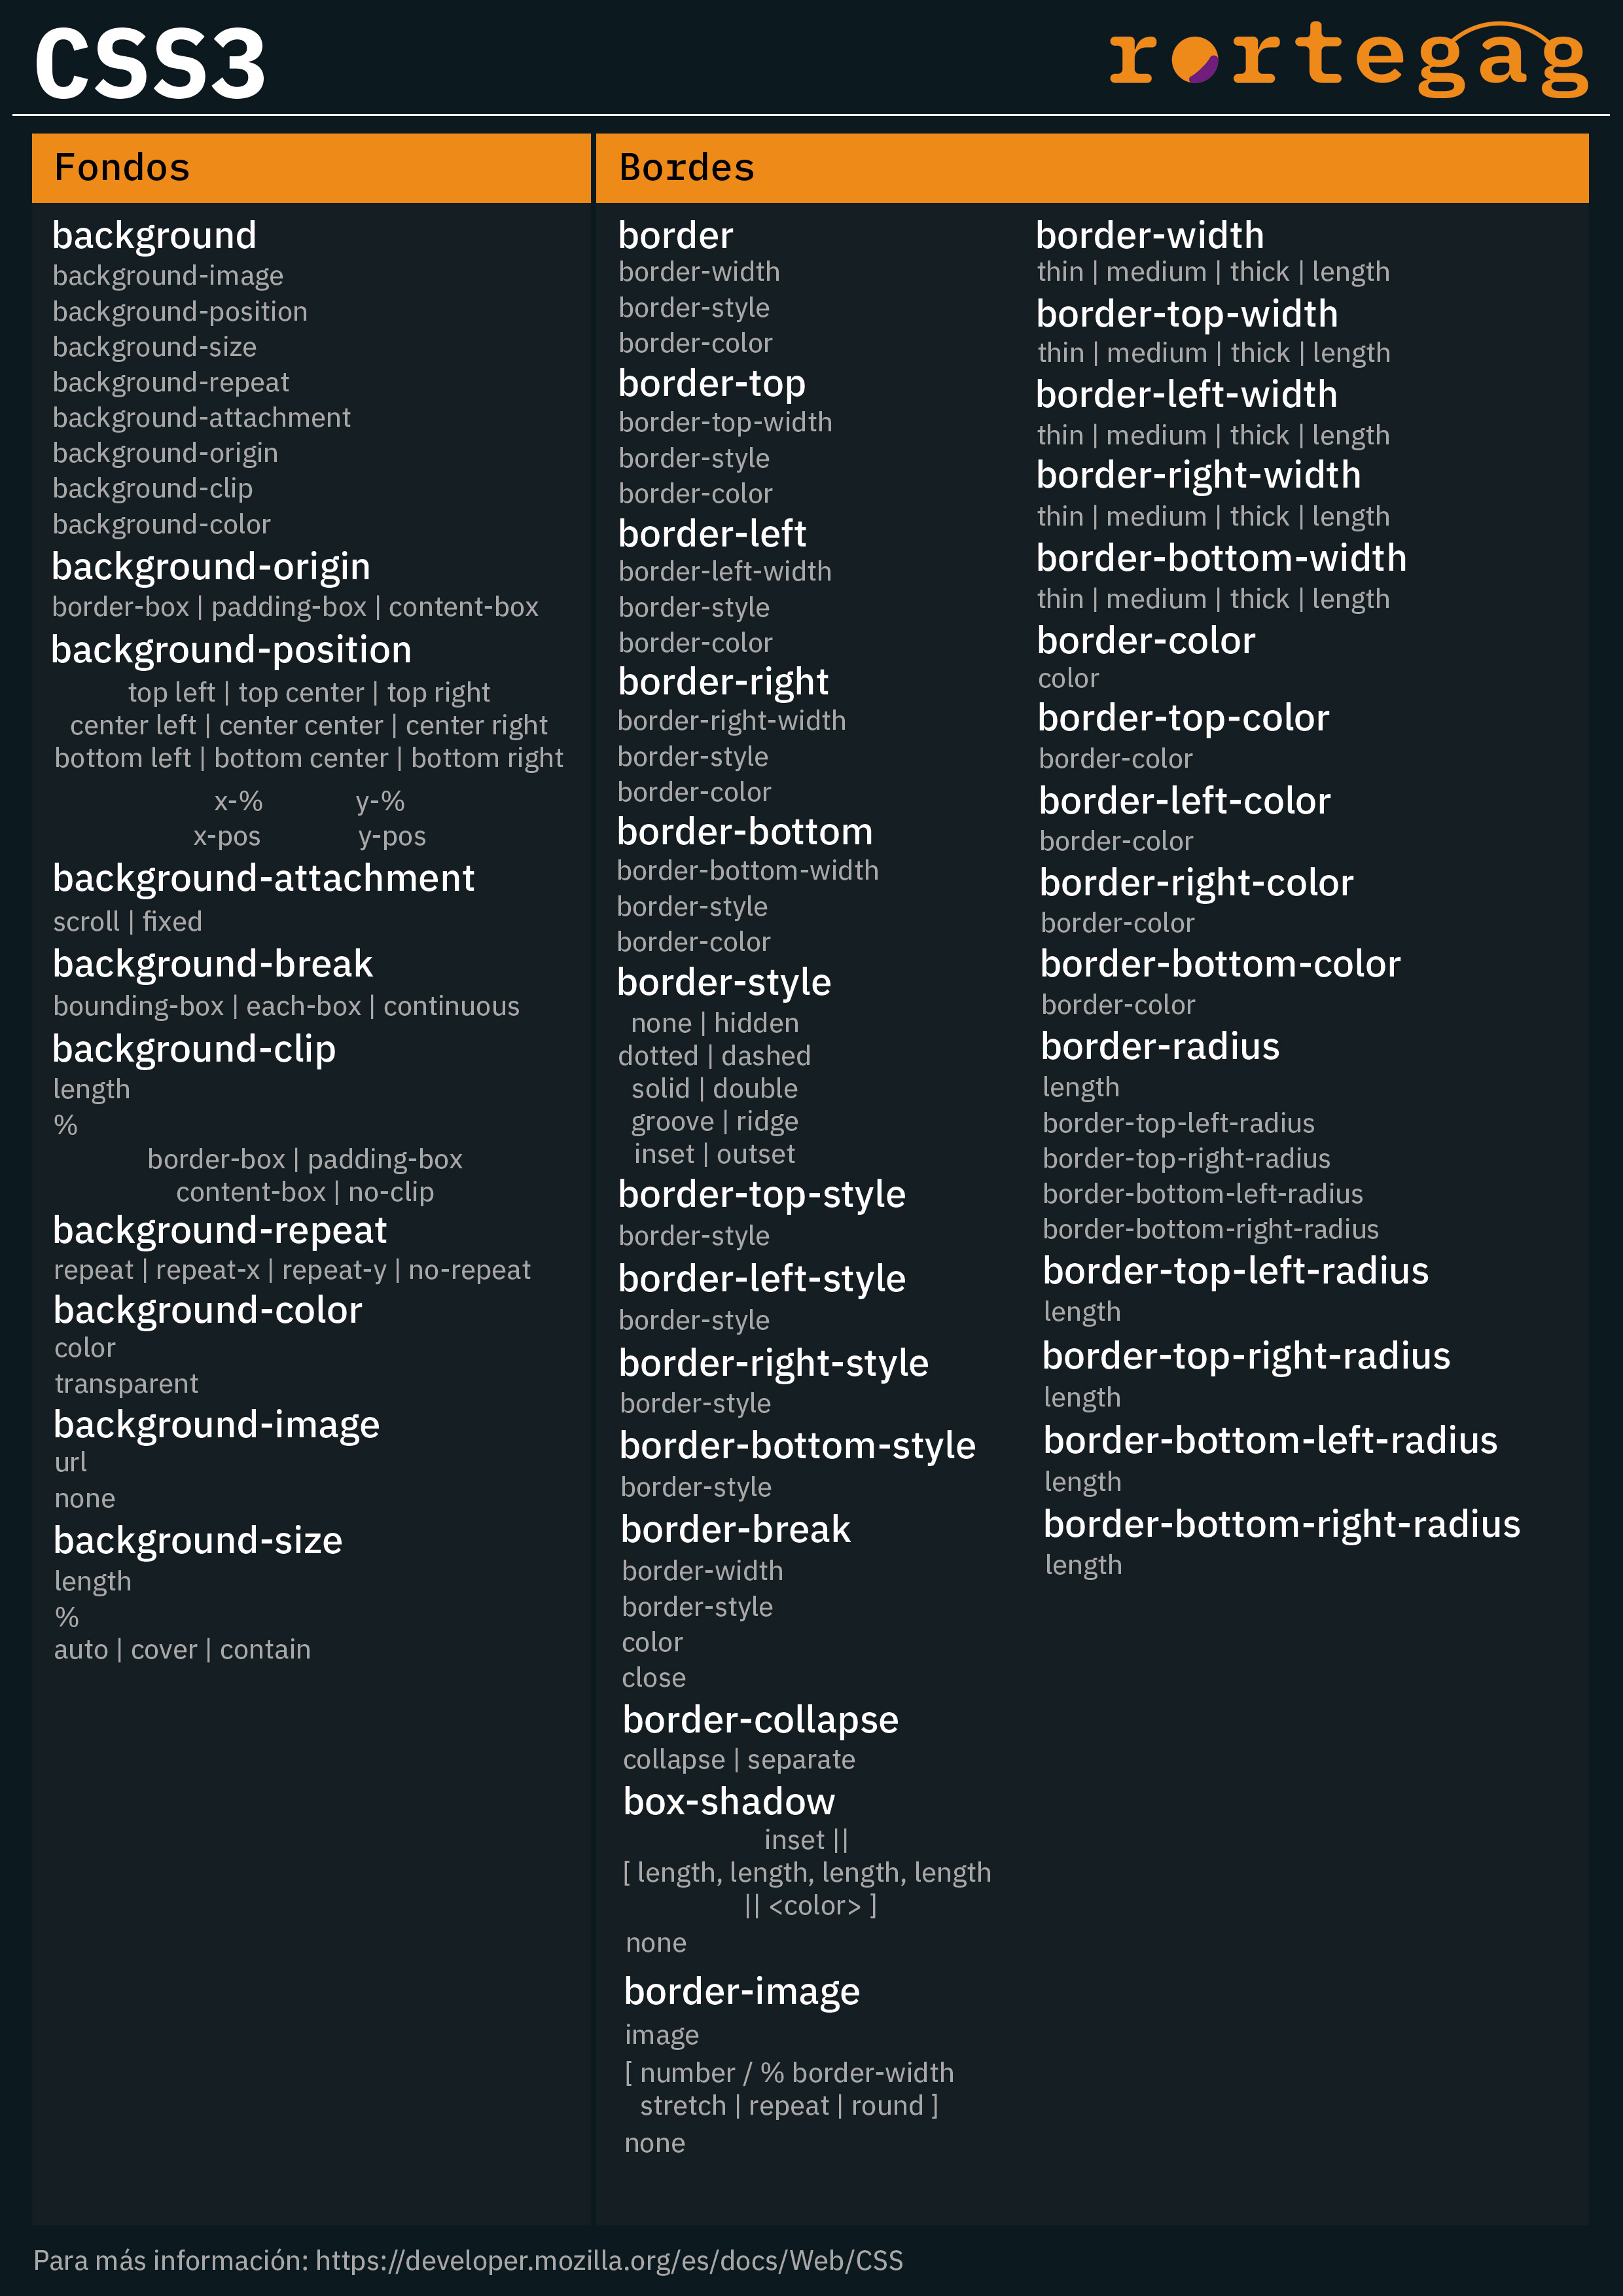 CSS3
rortegag
Fondos
background
background-image
background-position
background-size
background-repeat
background-attachment
background-origin
background-clip
background-color
background-origin
border-box | padding-box | content-box
background-position
top left | top center | top right
center left | center center | center right
bottom left | bottom center | bottom right
x-% y-%
x-pos y-pos
background-attachment
scroll | fixed
background-break
bounding-box | each-box | continuous
background-clip
length
%
border-box | padding-box
content-box | no-clip
background-repeat
repeat | repeat-x | repeat-y | no-repeat
background-color
color
transparent
background-image
url
none
background-size
length
%
auto | cover | contain
Bordes
border
border-width
border-style
border-color
border-top
border-top-width
border-style
border-color
border-left
border-left-width
border-style
border-color
border-right
border-right-width
border-style
border-color
border-bottom
border-bottom-width
border-style
border-color
border-style
none | hidden
dotted | dashed
solid | double
groove | ridge
inset | outset
border-top-style
border-style
border-left-style
border-style
border-right-style
border-style
border-bottom-style
border-style
border-break
border-width
border-style
color
close
border-collapse
collapse | separate
box-shadow
inset ||
[ length, length, length, length
|| <color> ]
none
border-image
image
[ number / % border-width
stretch | repeat | round ]
none
border-width
thin | medium | thick | length
border-top-width
thin | medium | thick | length
border-left-width
thin | medium | thick | length
border-right-width
thin | medium | thick | length
border-bottom-width
thin | medium | thick | length
border-color
color
border-top-color
border-color
border-left-color
border-color
border-right-color
border-color
border-bottom-color
border-color
border-radius
length
border-top-left-radius
border-top-right-radius
border-bottom-left-radius
border-bottom-right-radius
border-top-left-radius
length
border-top-right-radius
length
border-bottom-left-radius
length
border-bottom-right-radius
length
Para más información: https://developer.mozilla.org/es/docs/Web/CSS